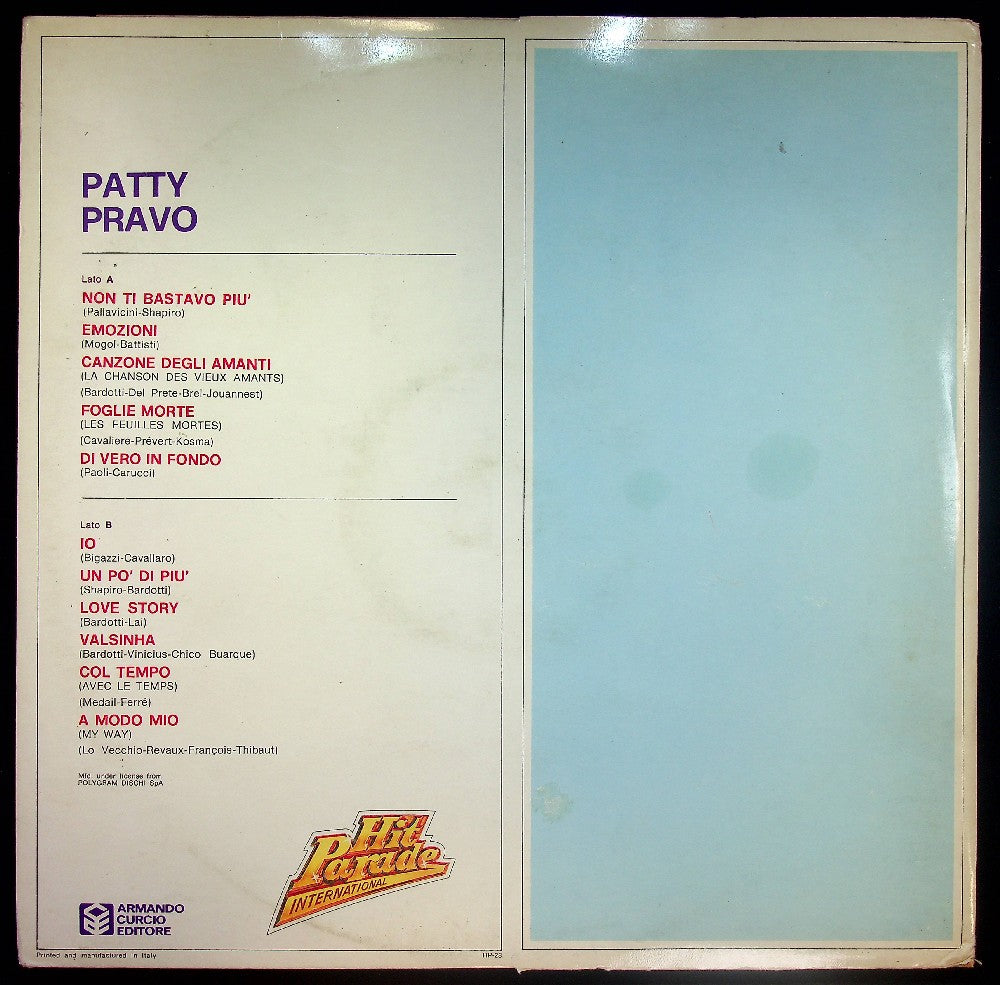 PATTY
PRAVO
Lato A
NON TI BASTAVO PIU'
(Pallavicini-Shapiro)
EMOZIONI
(Mogol-Battisti)
CANZONE DEGLI AMANTI
(LA CHANSON DES VIEUX AMANTS)
(Bardotti-Del Prete-Brel-Jouannest)
FOGLIE MORTE
(LES FEUILLES MORTES)
(Cavaliere-Prévert-Kosma)
DI VERO IN FONDO
(Paoli-Carucci)
Lato B
IO
(Bigazzi-Cavallaro)
UN PO' DI PIU'
(Shapiro-Bardotti)
LOVE STORY
(Bardotti-Lai)
VALSINHA
(Bardotti-Vinicius-Chico Buarque)
COL TEMPO
(AVEC LE TEMPS)
(Medail-Ferré)
A MODO MIO
(MY WAY)
(Lo Vecchio-Revaux-François-Thibaut)
Mfd. under license from
POLYGRAM DISCHI SpA
Hit
Parade
INTERNATIONAL
ARMANDO
CURCIO
EDITORE
Printed and manufactured in Italy